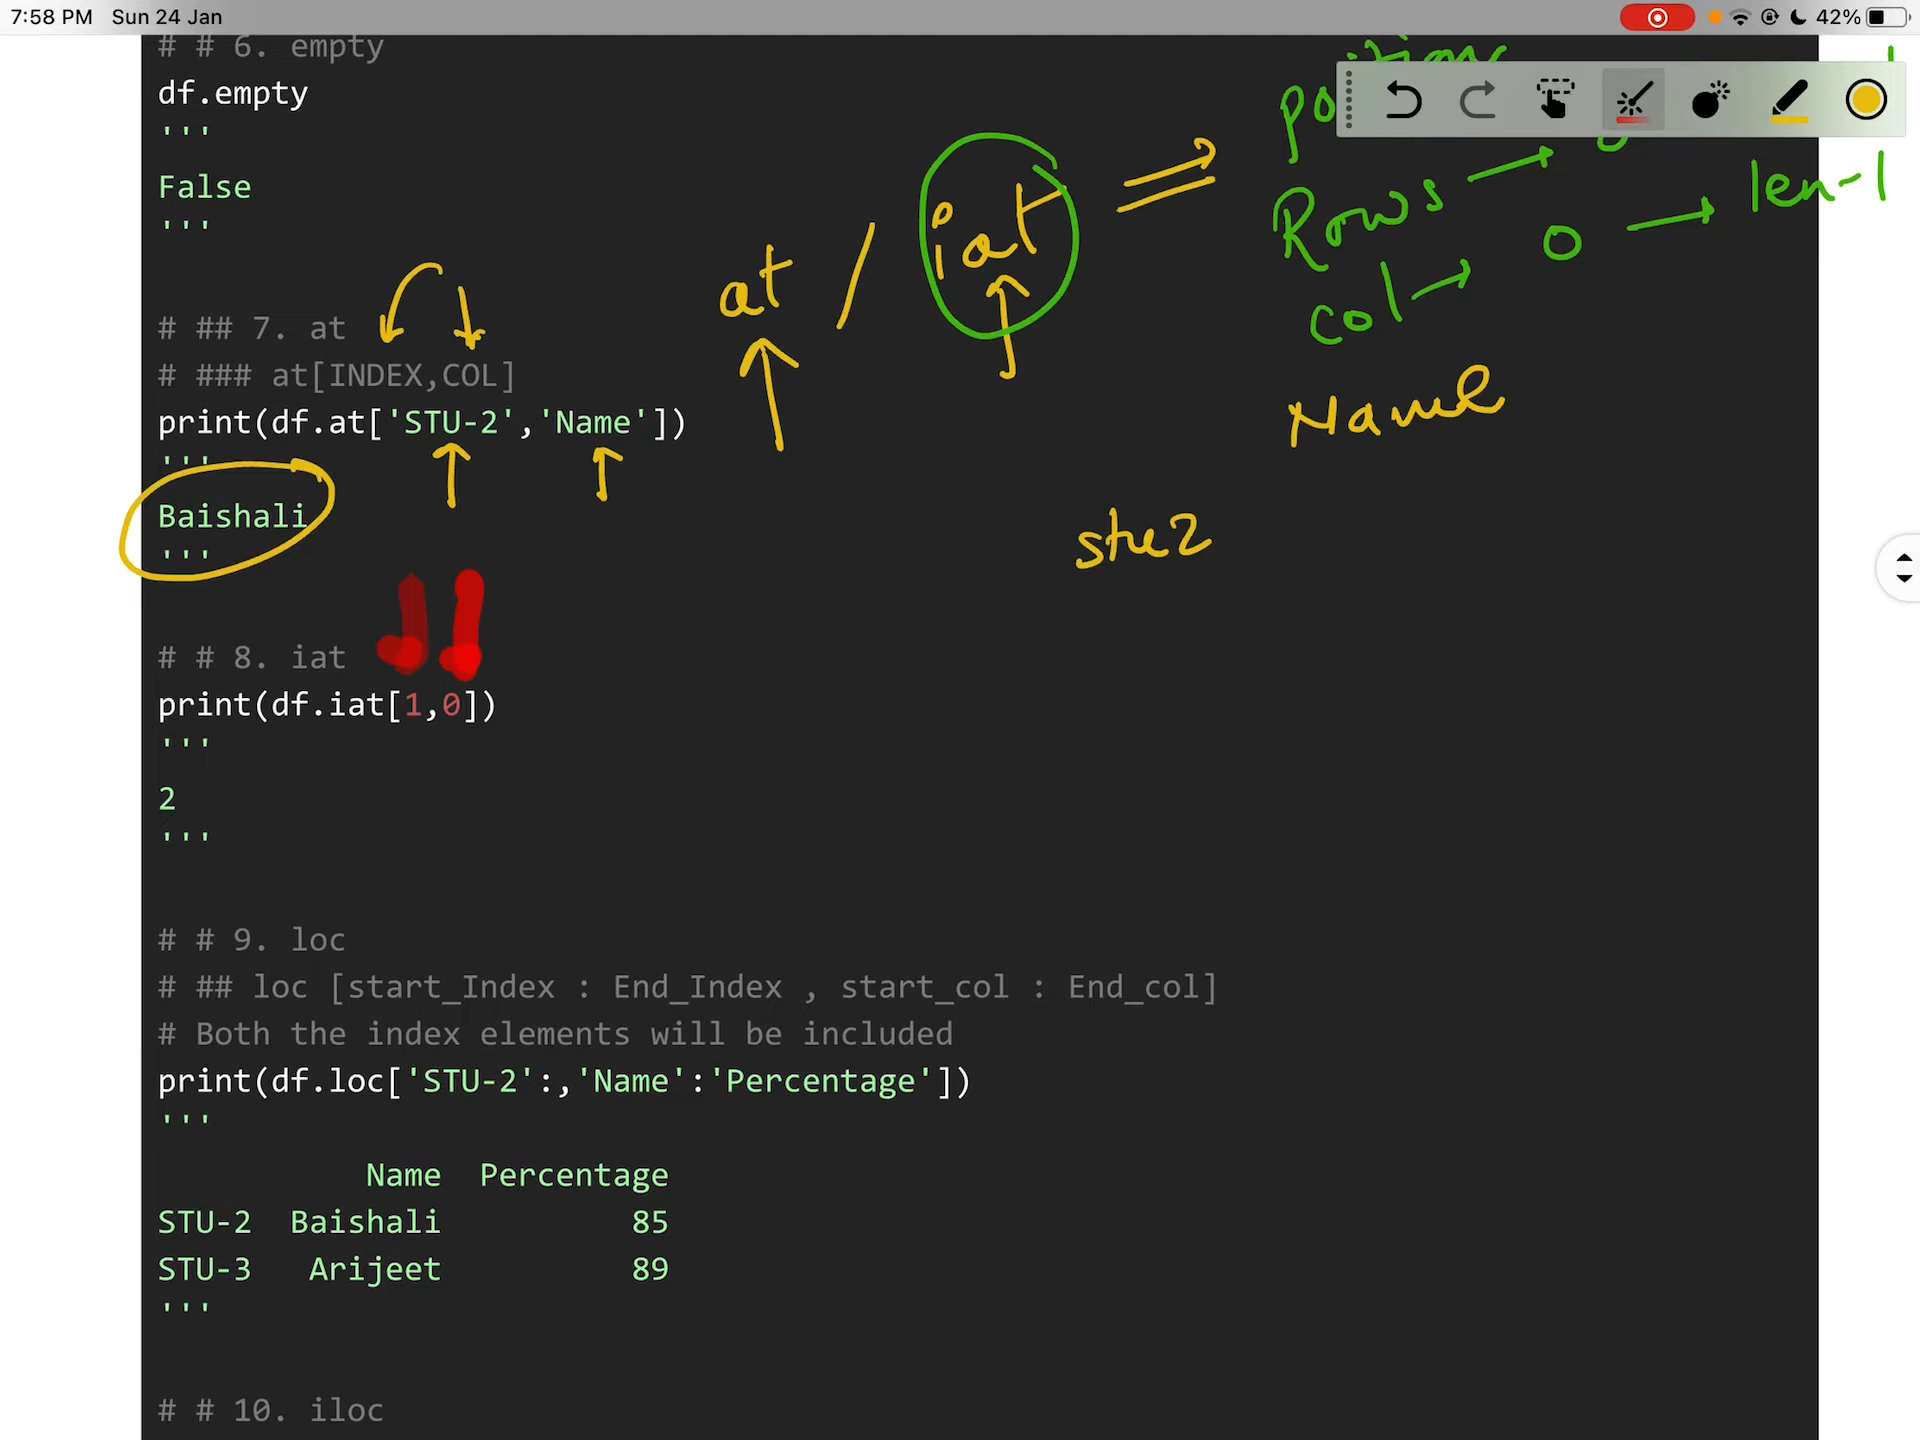 7:58 PM Sun 24 Jan 42%
# # 6. empty
df.empty
'''
False
'''
# ## 7. at
# ### at[INDEX,COL]
print(df.at['STU-2','Name'])
'''
Baishali
'''
# # 8. iat
print(df.iat[1,0])
'''
2
'''
# # 9. loc
# ## loc [start_Index : End_Index , start_col : End_col]
# Both the index elements will be included
print(df.loc['STU-2':,'Name':'Percentage'])
'''
Name Percentage
STU-2 Baishali 85
STU-3 Arijeet 89
'''
# # 10. iloc
at / iat ⇒
Rows → 
col → 0 → len-1
Name
stu2